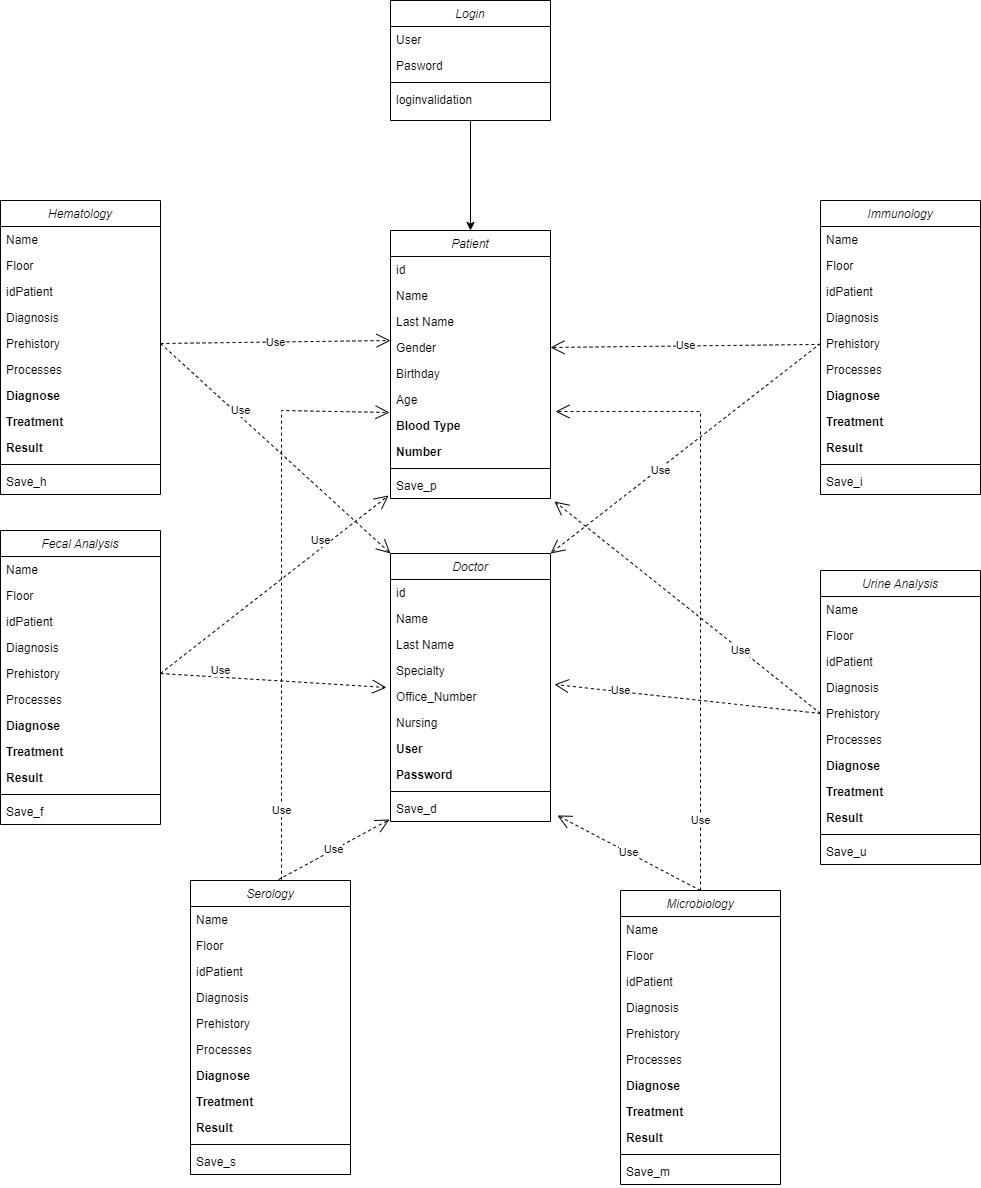 Login
User
Pasword
loginvalidation
Hematology
Name
Floor
idPatient
Diagnosis
Prehistory
Processes
Diagnose
Treatment
Result
Save_h
Patient
id
Name
Last Name
Gender
Birthday
Age
Blood Type
Number
Save_p
Immunology
Name
Floor
idPatient
Diagnosis
Prehistory
Processes
Diagnose
Treatment
Result
Save_i
Use
Use
Use
Use
Use
Fecal Analysis
Name
Floor
idPatient
Diagnosis
Prehistory
Processes
Diagnose
Treatment
Result
Save_f
Doctor
id
Name
Last Name
Specialty
Office_Number
Nursing
User
Password
Save_d
Urine Analysis
Name
Floor
idPatient
Diagnosis
Prehistory
Processes
Diagnose
Treatment
Result
Save_u
Use
Use
Use
Use
Use
Use
Use
Serology
Name
Floor
idPatient
Diagnosis
Prehistory
Processes
Diagnose
Treatment
Result
Save_s
Microbiology
Name
Floor
idPatient
Diagnosis
Prehistory
Processes
Diagnose
Treatment
Result
Save_m